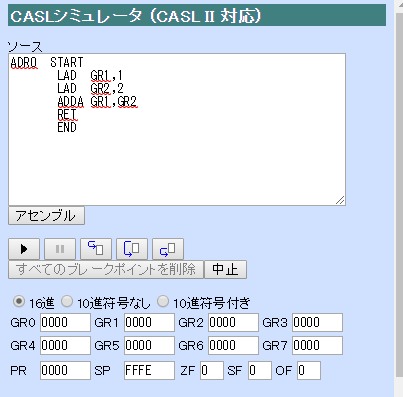 CASLシミュレータ (CASL II 対応)
ソース
ADR0 START
LAD GR1,1
LAD GR2,2
ADDA GR1,GR2
RET
END
アセンブル
すべてのブレークポイントを削除 中止
16進 10進符号なし 10進符号付き
GR0 0000 GR1 0000 GR2 0000 GR3 0000
GR4 0000 GR5 0000 GR6 0000 GR7 0000
PR 0000 SP FFFE ZF 0 SF 0 OF 0